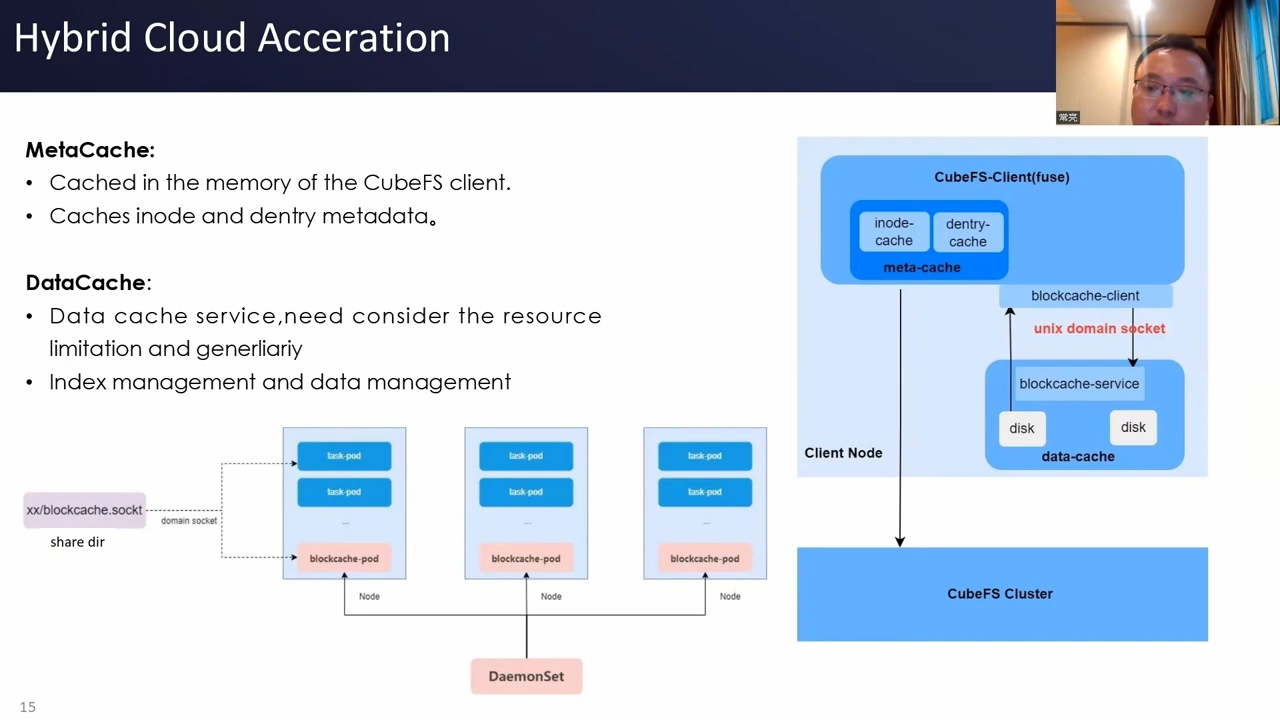 Hybrid Cloud Acceration
常亮
MetaCache:
• Cached in the memory of the CubeFS client.
• Caches inode and dentry metadata。
DataCache:
• Data cache service,need consider the resource
limitation and generliariy
• Index management and data management
CubeFS-Client(fuse)
inode-
cache
dentry-
cache
meta-cache
blockcache-client
unix domain socket
blockcache-service
disk
disk
data-cache
Client Node
CubeFS Cluster
xx/blockcache.sockt
share dir
domain socket
task-pod
task-pod
...
blockcache-pod
Node
task-pod
task-pod
...
blockcache-pod
Node
task-pod
task-pod
...
blockcache-pod
Node
DaemonSet
15